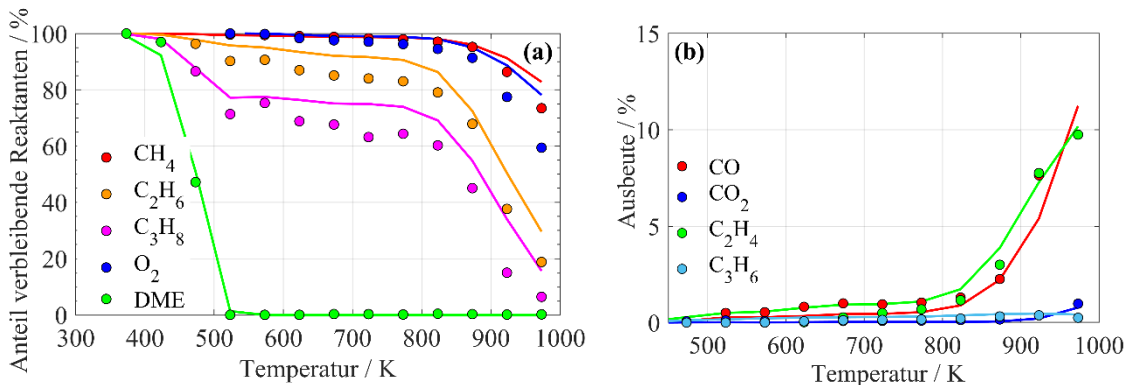 Anteil verbleibende Reaktanten / %
100
80
60
40
20
0
(a)
CH4
C2H6
C3H8
O2
DME
300 400 500 600 700 800 900 1000
Temperatur / K
Ausbeute / %
15
10
5
0
(b)
CO
CO2
C2H4
C3H6
500 600 700 800 900 1000
Temperatur / K